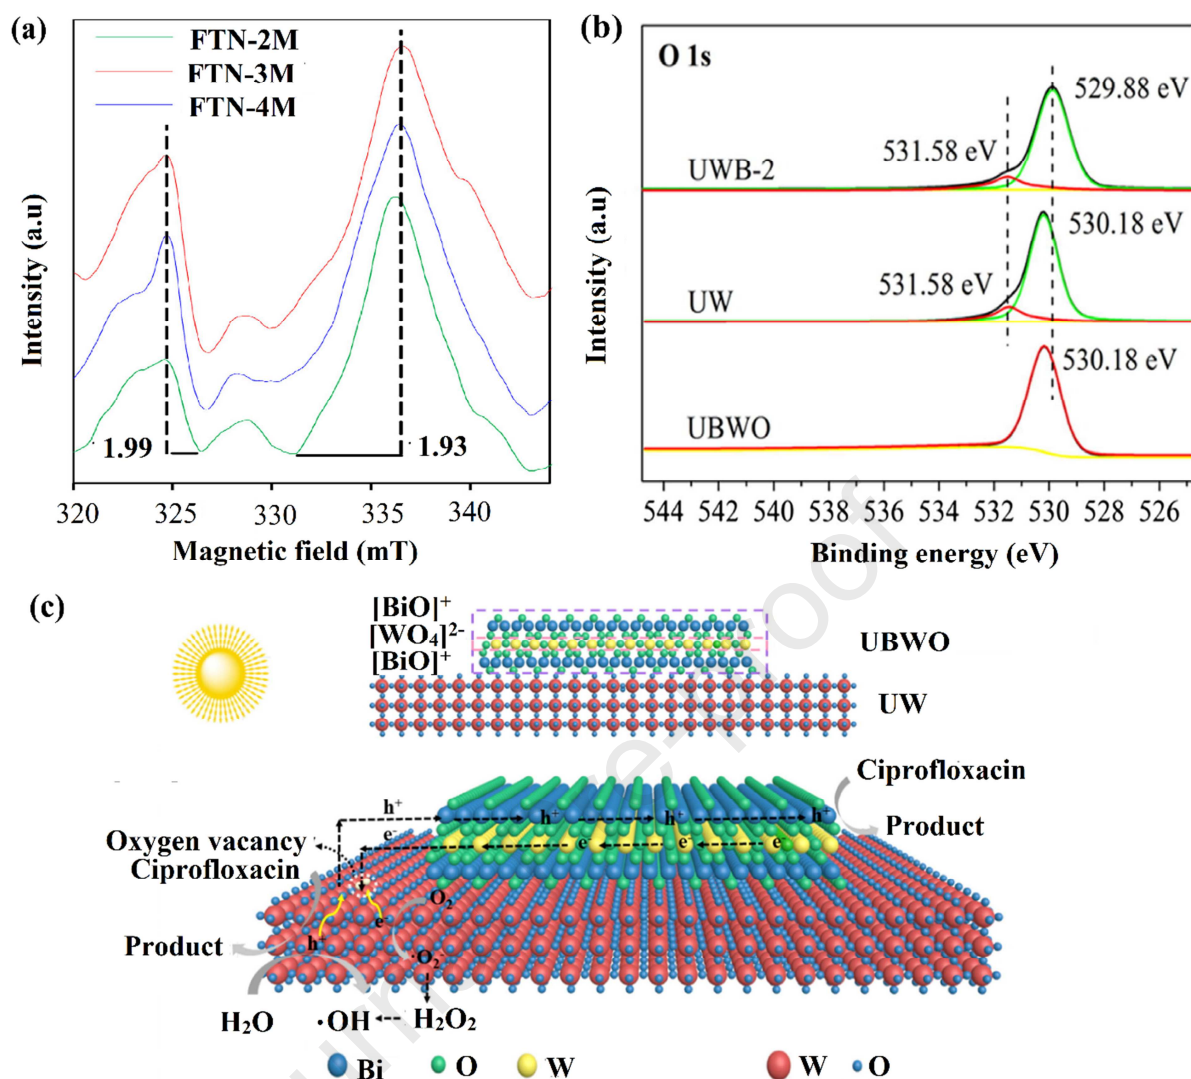 (a)
FTN-2M
FTN-3M
FTN-4M
1.99
1.93
320
325
330
335
340
Magnetic field (mT)
Intensity (a.u)
(b)
O 1s
529.88 eV
531.58 eV
UWB-2
530.18 eV
531.58 eV
UW
530.18 eV
UBWO
544 542 540 538 536 534 532 530 528 526
Binding energy (eV)
Intensity (a.u)
(c)
[BiO]⁺
[WO₄]²⁻
[BiO]⁺
UBWO
UW
Ciprofloxacin
Product
h⁺
h⁺
h⁺
h⁺
e⁻
e⁻
e⁻
e⁻
Oxygen vacancy
Ciprofloxacin
O₂
e⁻
h⁺
Product
·O₂⁻
H₂O
·OH
H₂O₂
Bi
O
W
W
O